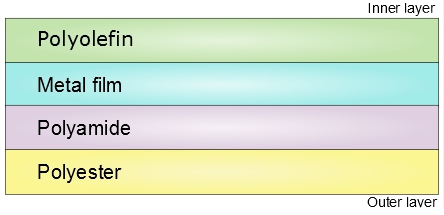 Inner layer
Polyolefin
Metal film
Polyamide
Polyester
Outer layer